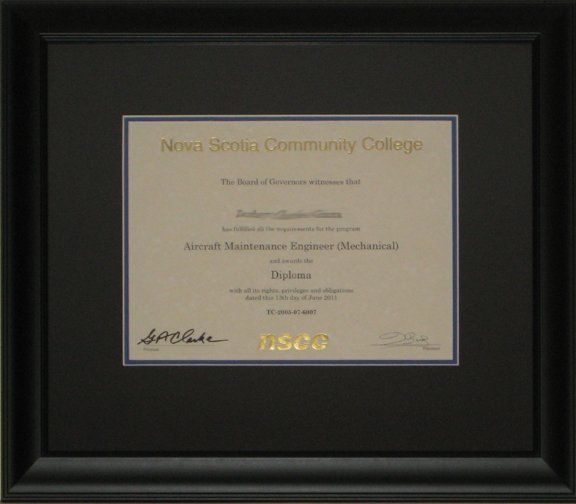 Nova Scotia Community College
The Board of Governors witnesses that
has fulfilled all the requirements for the program
Aircraft Maintenance Engineer (Mechanical)
and awards the
Diploma
with all its rights, privileges and obligations
dated this 13th day of June 2011
TC-2003-07-6007
G A Clarke
nscc